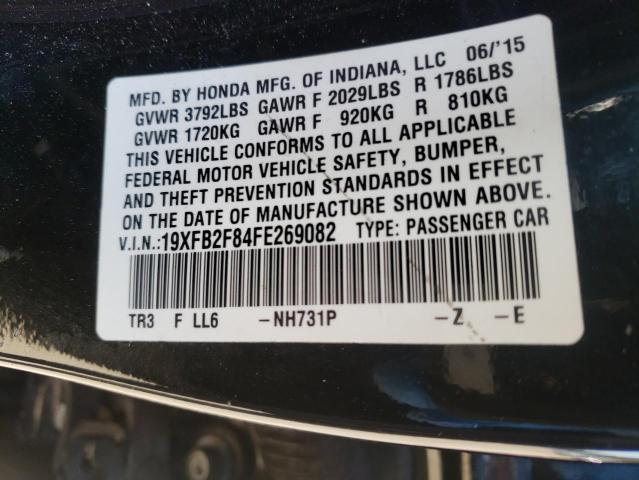 MFD. BY HONDA MFG. OF INDIANA, LLC 06/'15
GVWR 3792LBS GAWR F 2029LBS R 1786LBS
GVWR 1720KG GAWR F 920KG R 810KG
THIS VEHICLE CONFORMS TO ALL APPLICABLE
FEDERAL MOTOR VEHICLE SAFETY, BUMPER,
AND THEFT PREVENTION STANDARDS IN EFFECT
ON THE DATE OF MANUFACTURE SHOWN ABOVE.
V.I.N.:19XFB2F84FE269082 TYPE: PASSENGER CAR
TR3 F LL6 -NH731P -Z -E